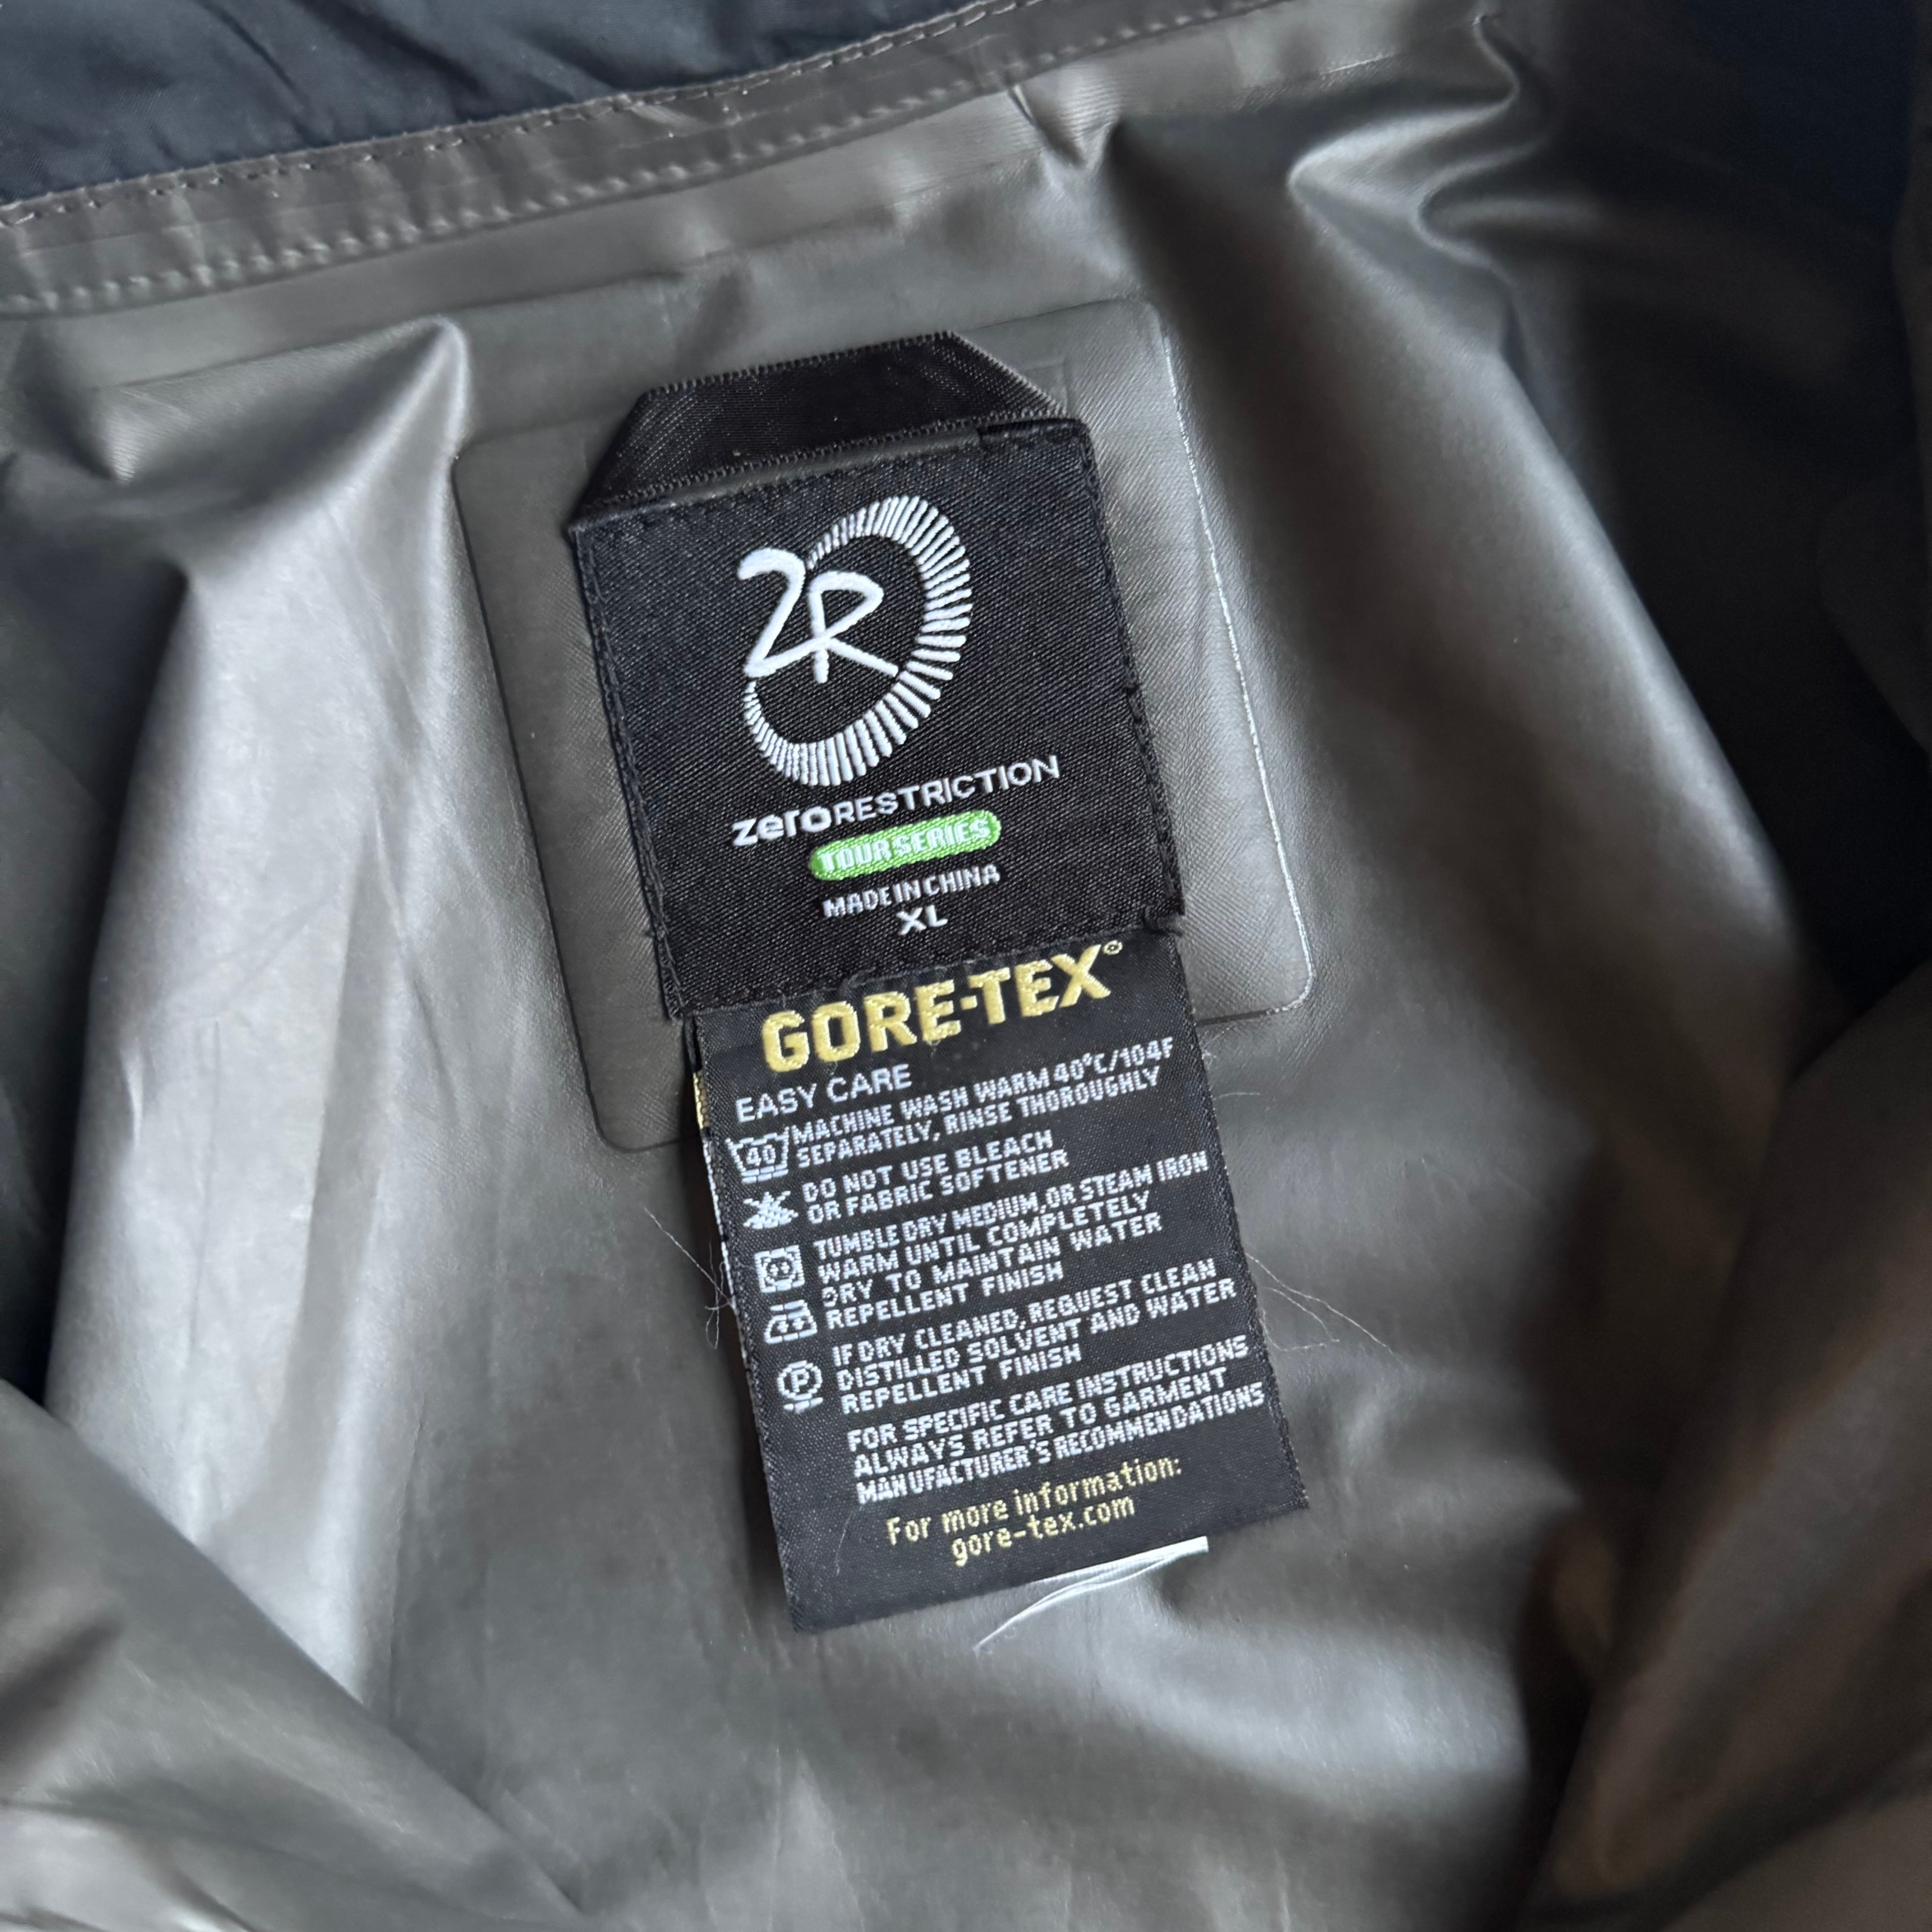 ZR
zeroRESTRICTION
TOUR SERIES
MADE IN CHINA
XL
GORE-TEX®
EASY CARE
40
MACHINE WASH WARM 40°C/104F
SEPARATELY, RINSE THOROUGHLY
DO NOT USE BLEACH
OR FABRIC SOFTENER
TUMBLE DRY MEDIUM, OR STEAM IRON
WARM UNTIL COMPLETELY
DRY TO MAINTAIN WATER
REPELLENT FINISH
P
IF DRY CLEANED, REQUEST CLEAN
DISTILLED SOLVENT AND WATER
REPELLENT FINISH
FOR SPECIFIC CARE INSTRUCTIONS
ALWAYS REFER TO GARMENT
MANUFACTURER'S RECOMMENDATIONS
For more information:
gore-tex.com